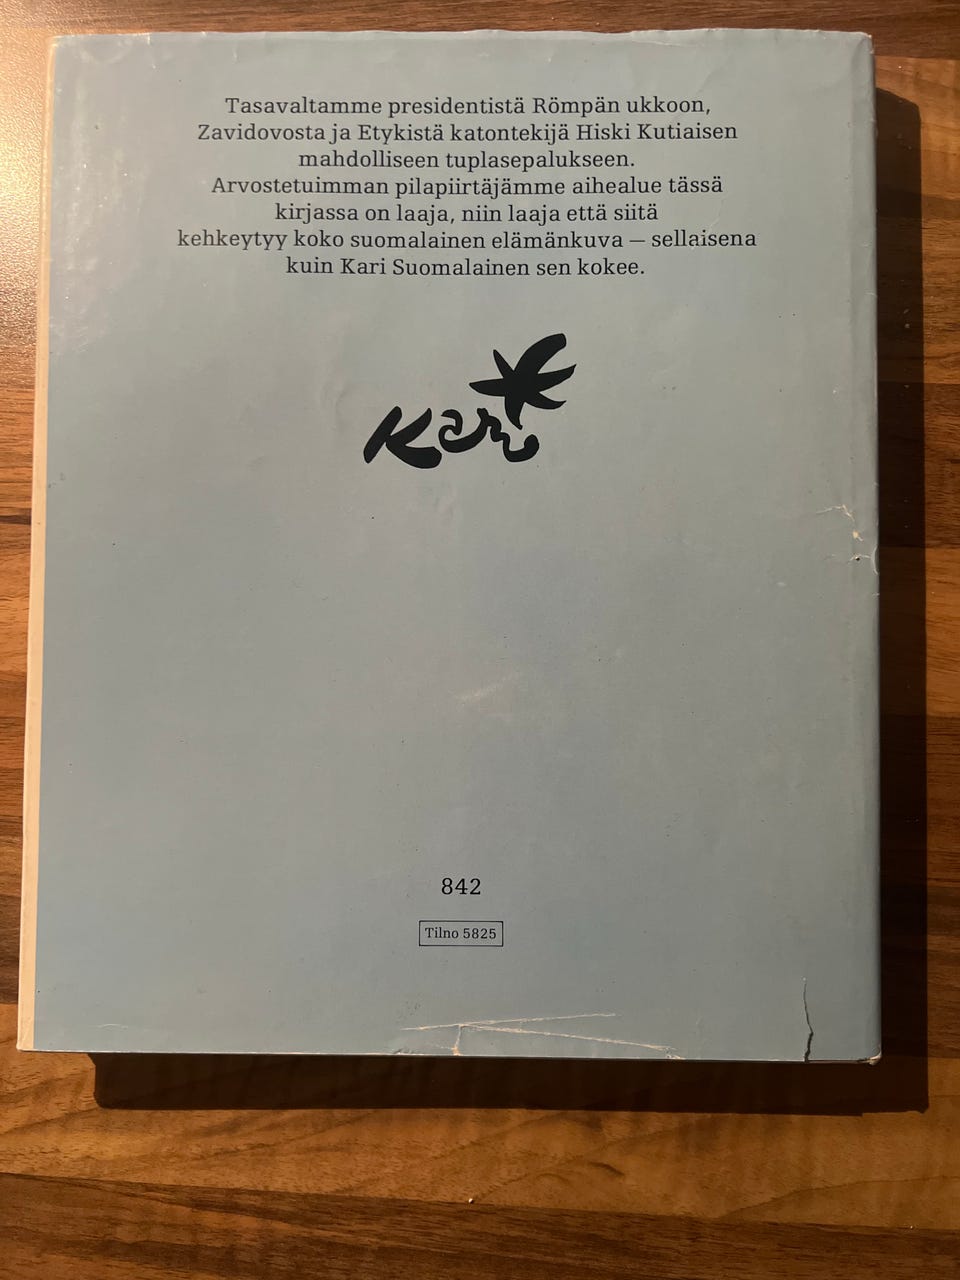 Tasavaltamme presidentistä Römpän ukkoon,
Zavidovosta ja Etykistä katontekijä Hiski Kutiaisen
mahdolliseen tuplasepalukseen.
Arvostetuimman pilapiirtäjämme aihealue tässä
kirjassa on laaja, niin laaja että siitä
kehkeytyy koko suomalainen elämänkuva — sellaisena
kuin Kari Suomalainen sen kokee.
Kari
842
Tilno 5825